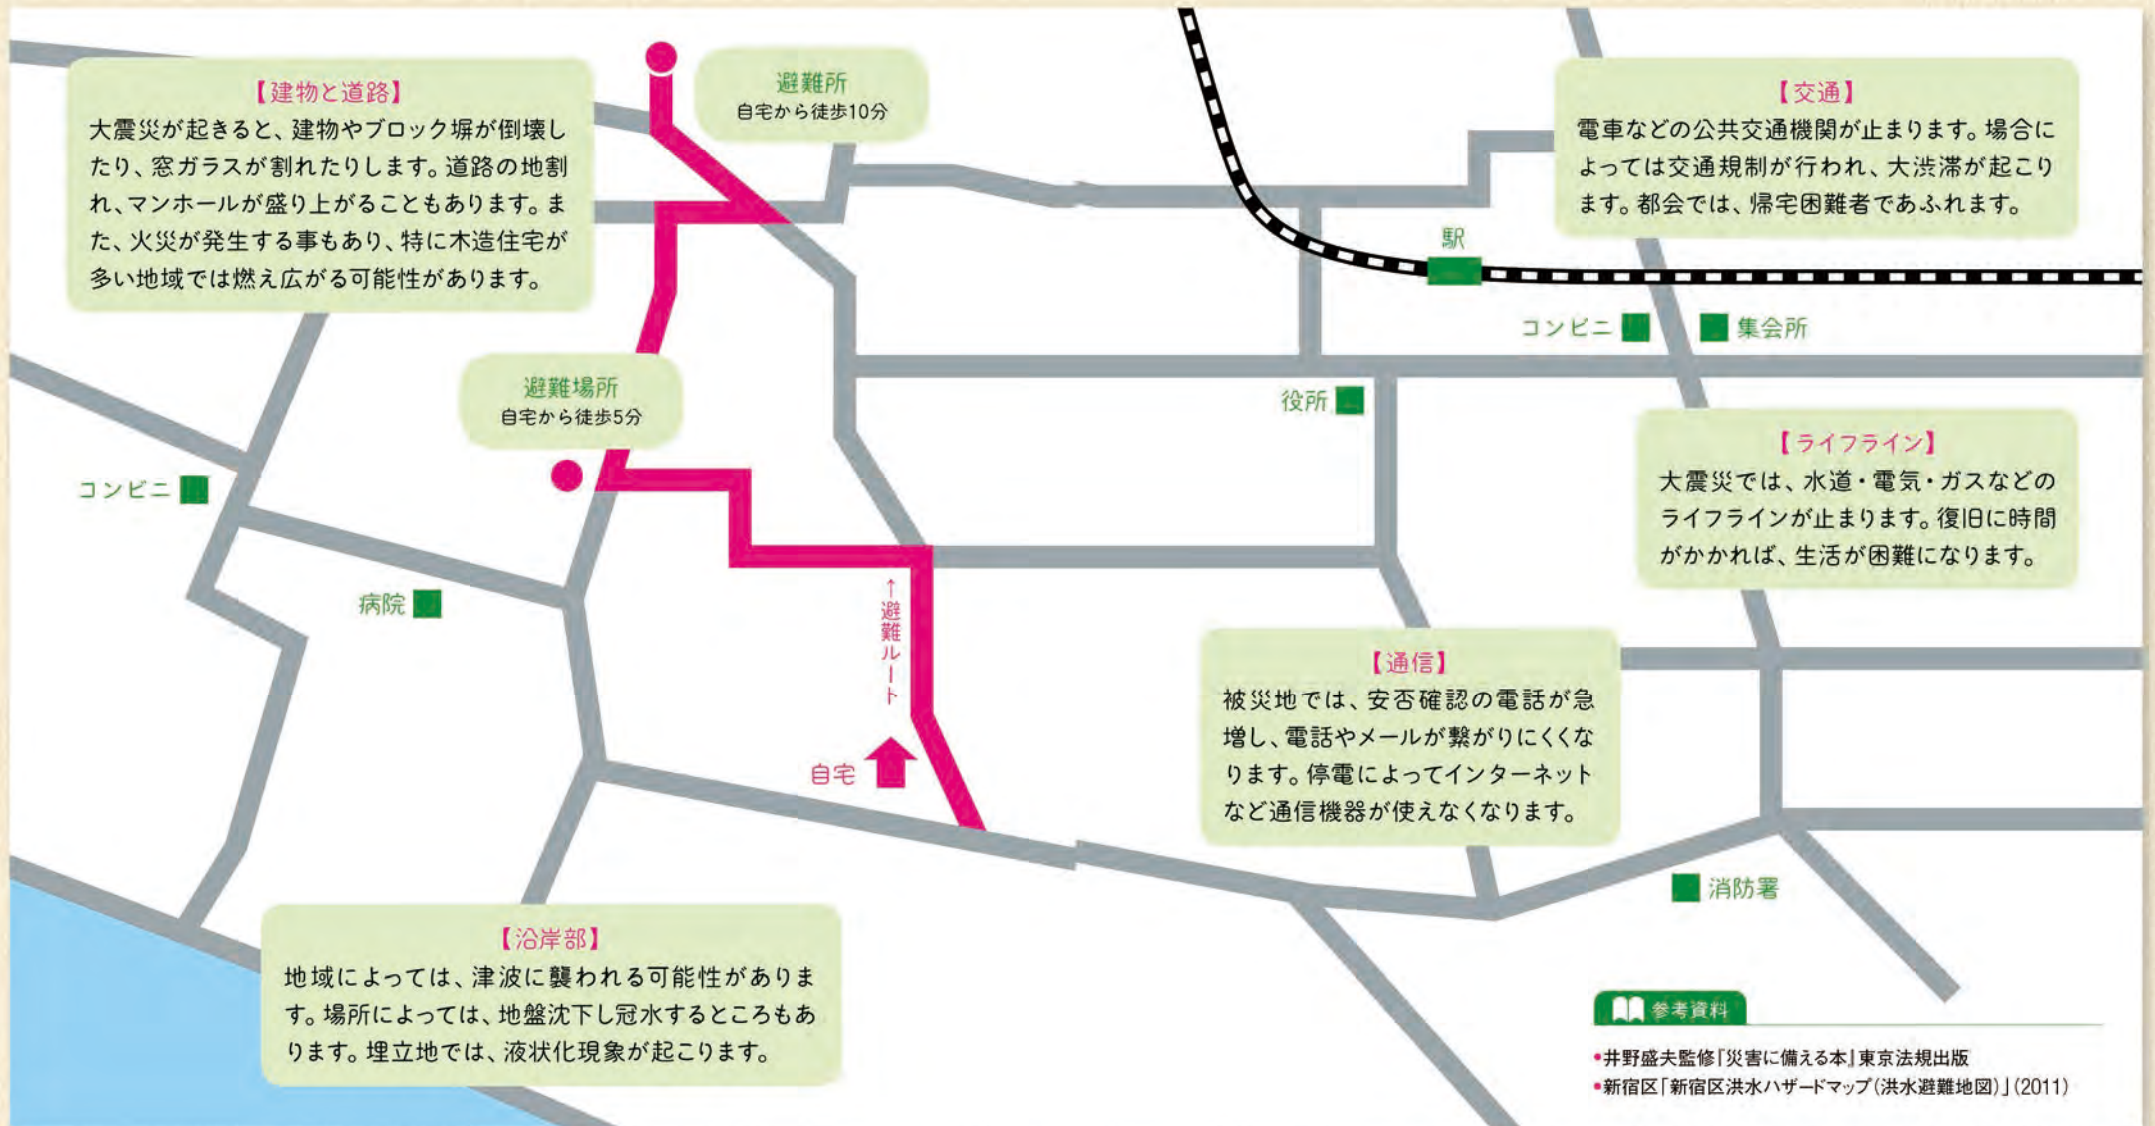 【建物と道路】
大震災が起きると、建物やブロック塀が倒壊し
たり、窓ガラスが割れたりします。道路の地割
れ、マンホールが盛り上がることもあります。ま
た、火災が発生する事もあり、特に木造住宅が
多い地域では燃え広がる可能性があります。
避難所
自宅から徒歩10分
【交通】
電車などの公共交通機関が止まります。場合に
よっては交通規制が行われ、大渋滞が起こり
ます。都会では、帰宅困難者であふれます。
駅
コンビニ
集会所
避難場所
自宅から徒歩5分
役所
【ライフライン】
大震災では、水道・電気・ガスなどの
ライフラインが止まります。復旧に時間
がかかれば、生活が困難になります。
コンビニ
病院
↑避難ルート
自宅
【通信】
被災地では、安否確認の電話が急
増し、電話やメールが繋がりにくくな
ります。停電によってインターネット
など通信機器が使えなくなります。
消防署
【沿岸部】
地域によっては、津波に襲われる可能性がありま
す。場所によっては、地盤沈下し冠水するところもあ
ります。埋立地では、液状化現象が起こります。
参考資料
•井野盛夫監修『災害に備える本』東京法規出版
•新宿区「新宿区洪水ハザードマップ(洪水避難地図)」(2011)